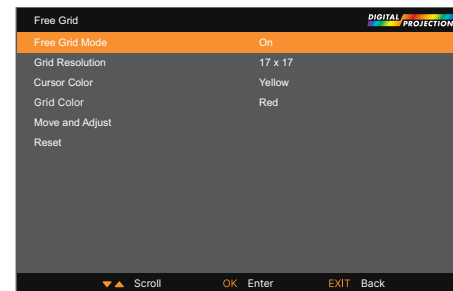 Free Grid
DIGITAL PROJECTION
Free Grid Mode On
Grid Resolution 17 x 17
Cursor Color Yellow
Grid Color Red
Move and Adjust
Reset
Scroll OK Enter EXIT Back